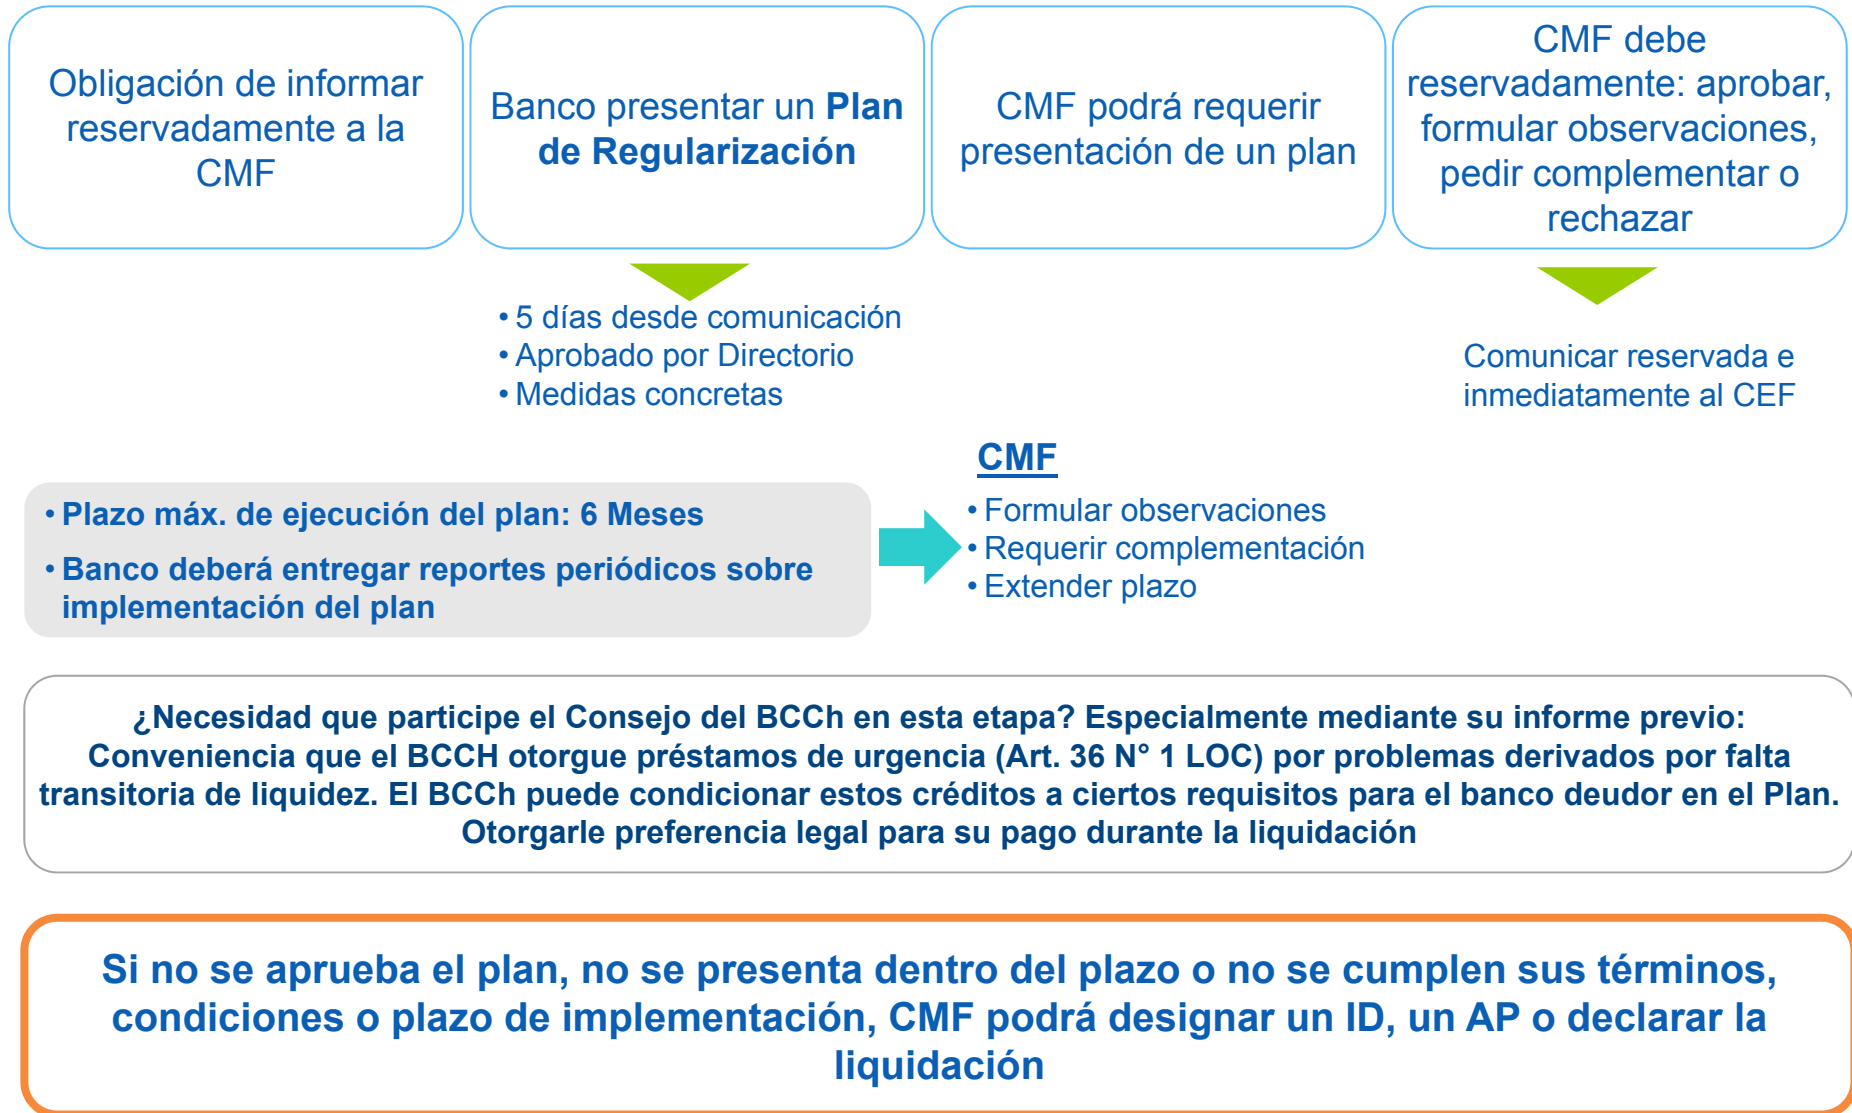 Obligación de informar
reservadamente a la
CMF
Banco presentar un Plan
de Regularización
CMF podrá requerir
presentación de un plan
CMF debe
reservadamente: aprobar,
formular observaciones,
pedir complementar o
rechazar
• 5 días desde comunicación
• Aprobado por Directorio
• Medidas concretas
Comunicar reservada e
inmediatamente al CEF
• Plazo máx. de ejecución del plan: 6 Meses
• Banco deberá entregar reportes periódicos sobre
implementación del plan
CMF
• Formular observaciones
• Requerir complementación
• Extender plazo
¿Necesidad que participe el Consejo del BCCh en esta etapa? Especialmente mediante su informe previo:
Conveniencia que el BCCH otorgue préstamos de urgencia (Art. 36 N° 1 LOC) por problemas derivados por falta
transitoria de liquidez. El BCCh puede condicionar estos créditos a ciertos requisitos para el banco deudor en el Plan.
Otorgarle preferencia legal para su pago durante la liquidación
Si no se aprueba el plan, no se presenta dentro del plazo o no se cumplen sus términos,
condiciones o plazo de implementación, CMF podrá designar un ID, un AP o declarar la
liquidación